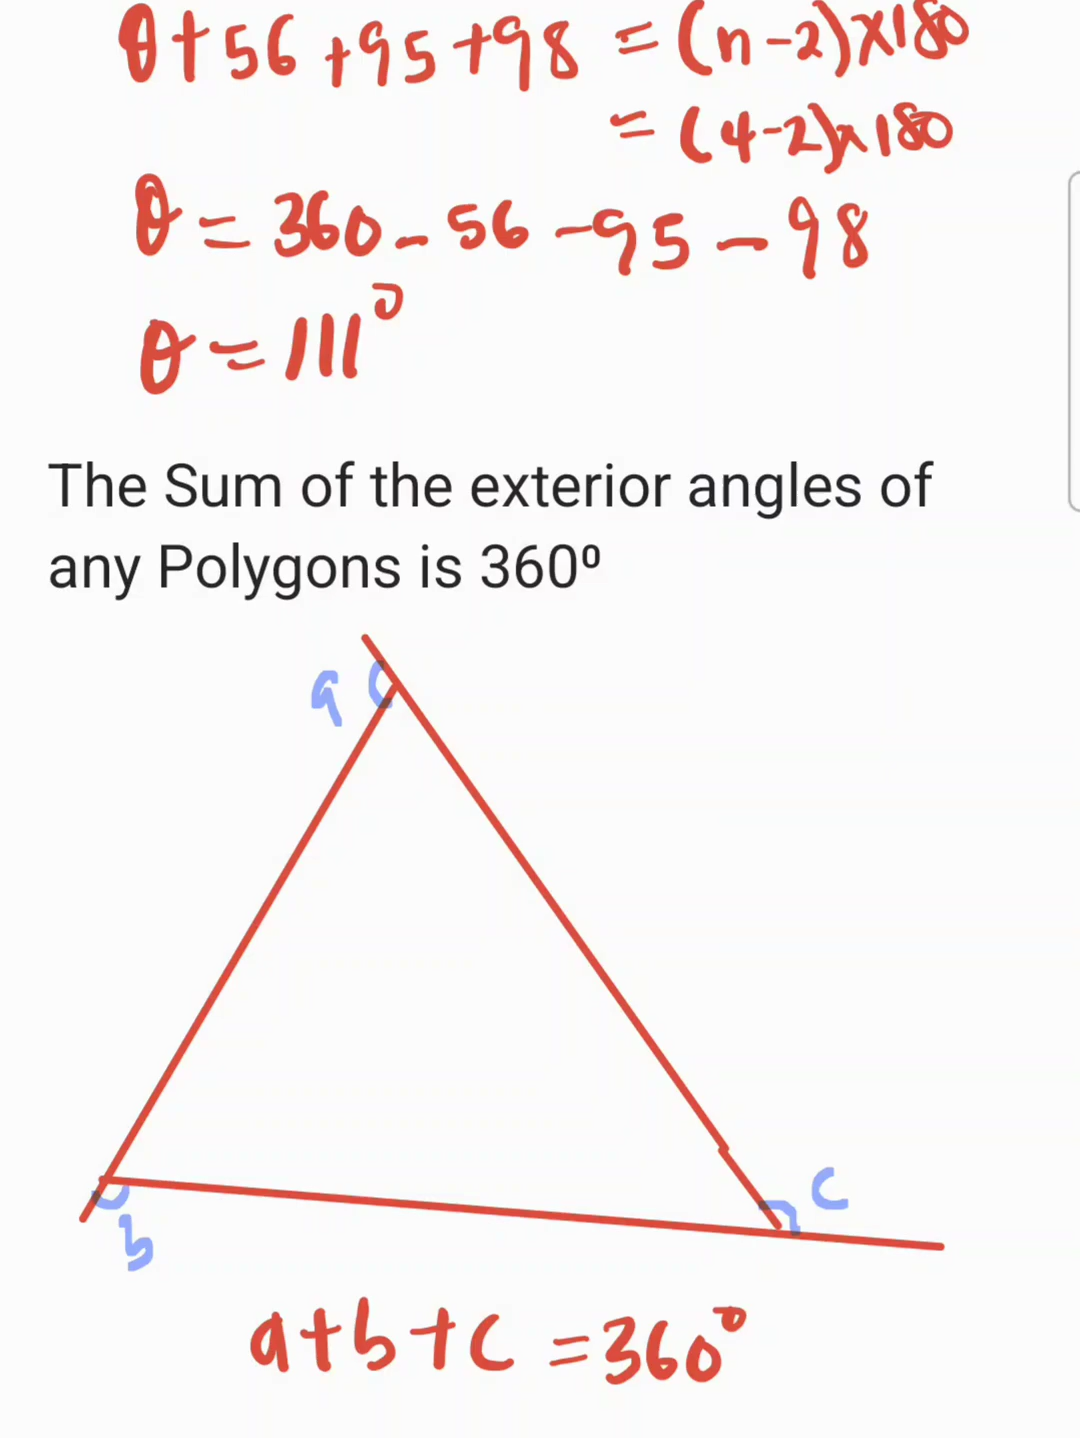 θ+56+95+98 = (n-2)×180
= (4-2)×180
θ = 360 - 56 - 95 - 98
θ = 111°
The Sum of the exterior angles of
any Polygons is 360⁰
a
c
b
a+b+c = 360°